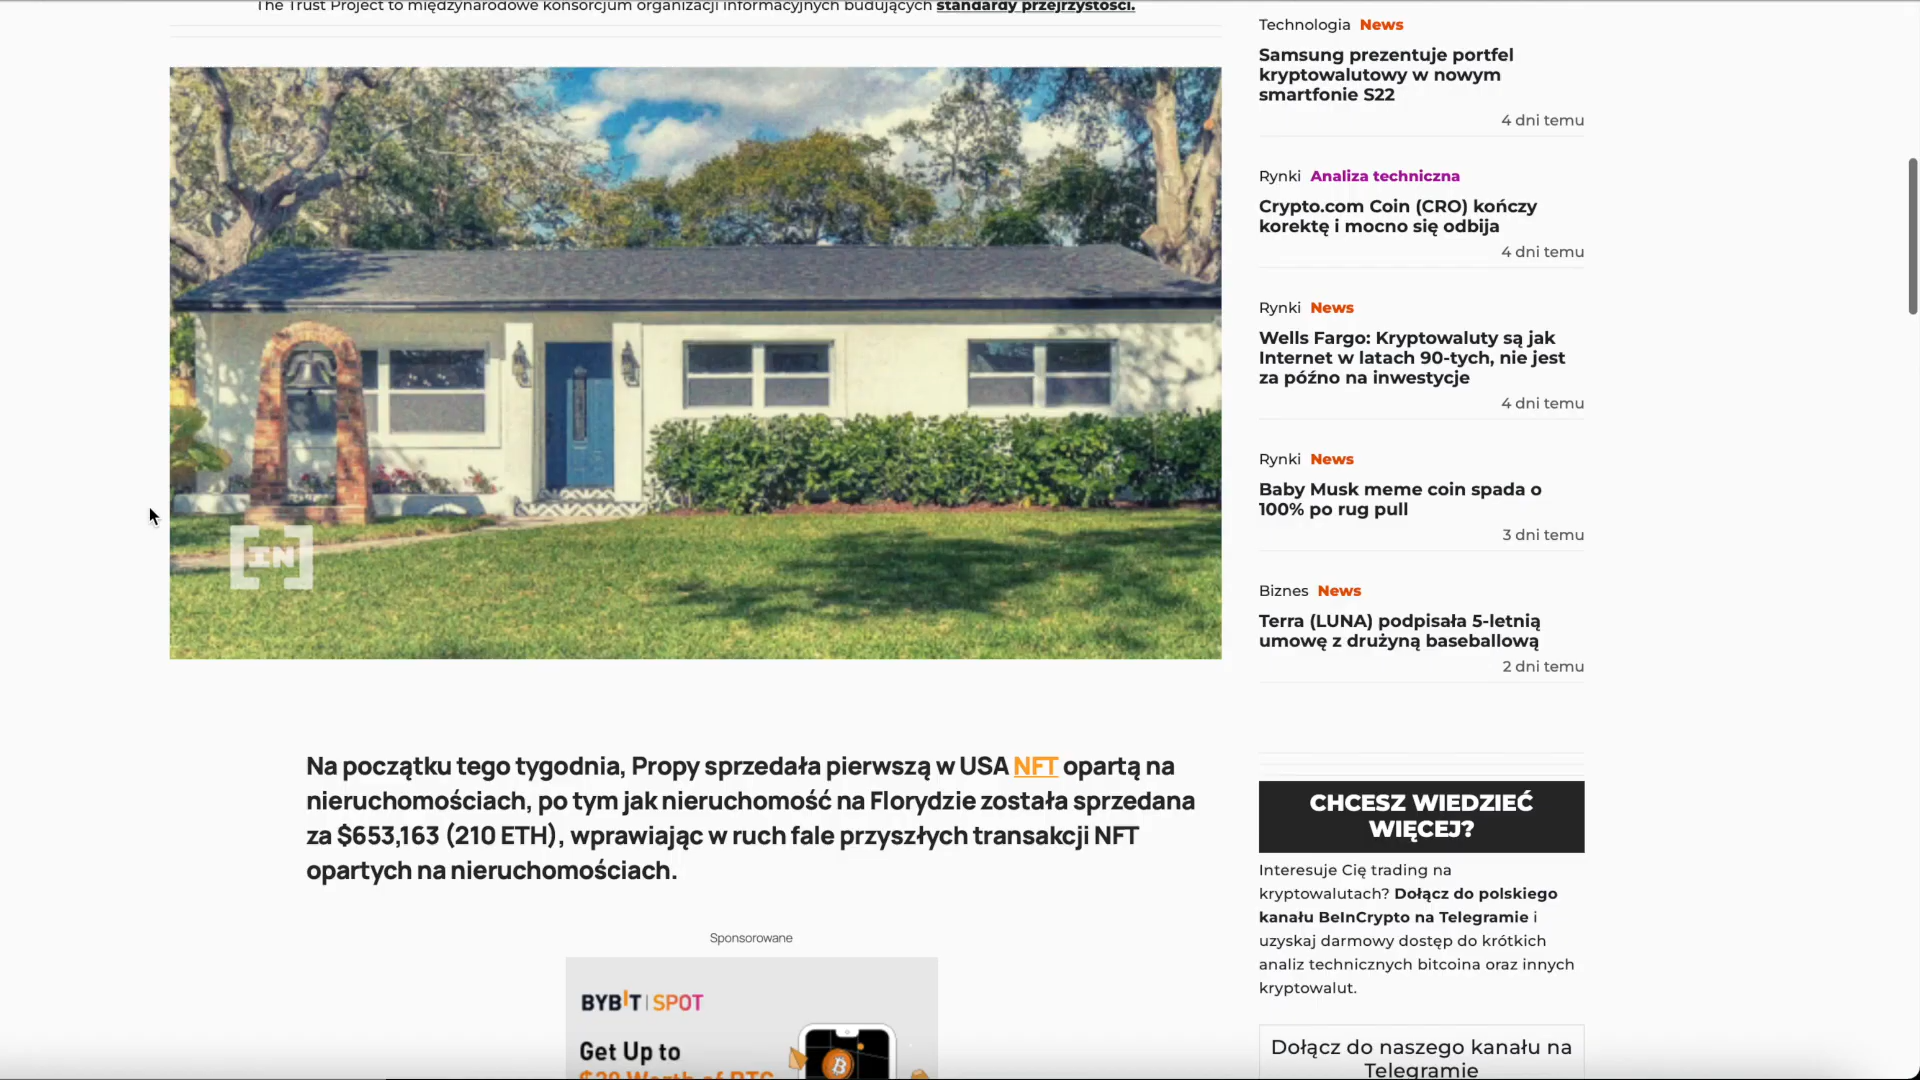 The Trust Project to międzynarodowe konsorcjum organizacji informacyjnych budujących standardy przejrzystości.
IN
Na początku tego tygodnia, Propy sprzedała pierwszą w USA NFT opartą na
nieruchomościach, po tym jak nieruchomość na Florydzie została sprzedana
za $653,163 (210 ETH), wprawiając w ruch fale przyszłych transakcji NFT
opartych na nieruchomościach.
Sponsorowane
BYBIT | SPOT
Get Up to
$30 Worth of BTC
Technologia News
Samsung prezentuje portfel
kryptowalutowy w nowym
smartfonie S22
4 dni temu
Rynki Analiza techniczna
Crypto.com Coin (CRO) kończy
korektę i mocno się odbija
4 dni temu
Rynki News
Wells Fargo: Kryptowaluty są jak
Internet w latach 90-tych, nie jest
za późno na inwestycje
4 dni temu
Rynki News
Baby Musk meme coin spada o
100% po rug pull
3 dni temu
Biznes News
Terra (LUNA) podpisała 5-letnią
umowę z drużyną baseballową
2 dni temu
CHCESZ WIEDZIEĆ
WIĘCEJ?
Interesuje Cię trading na
kryptowalutach? Dołącz do polskiego
kanału BeInCrypto na Telegramie i
uzyskaj darmowy dostęp do krótkich
analiz technicznych bitcoina oraz innych
kryptowalut.
Dołącz do naszego kanału na
Telegramie